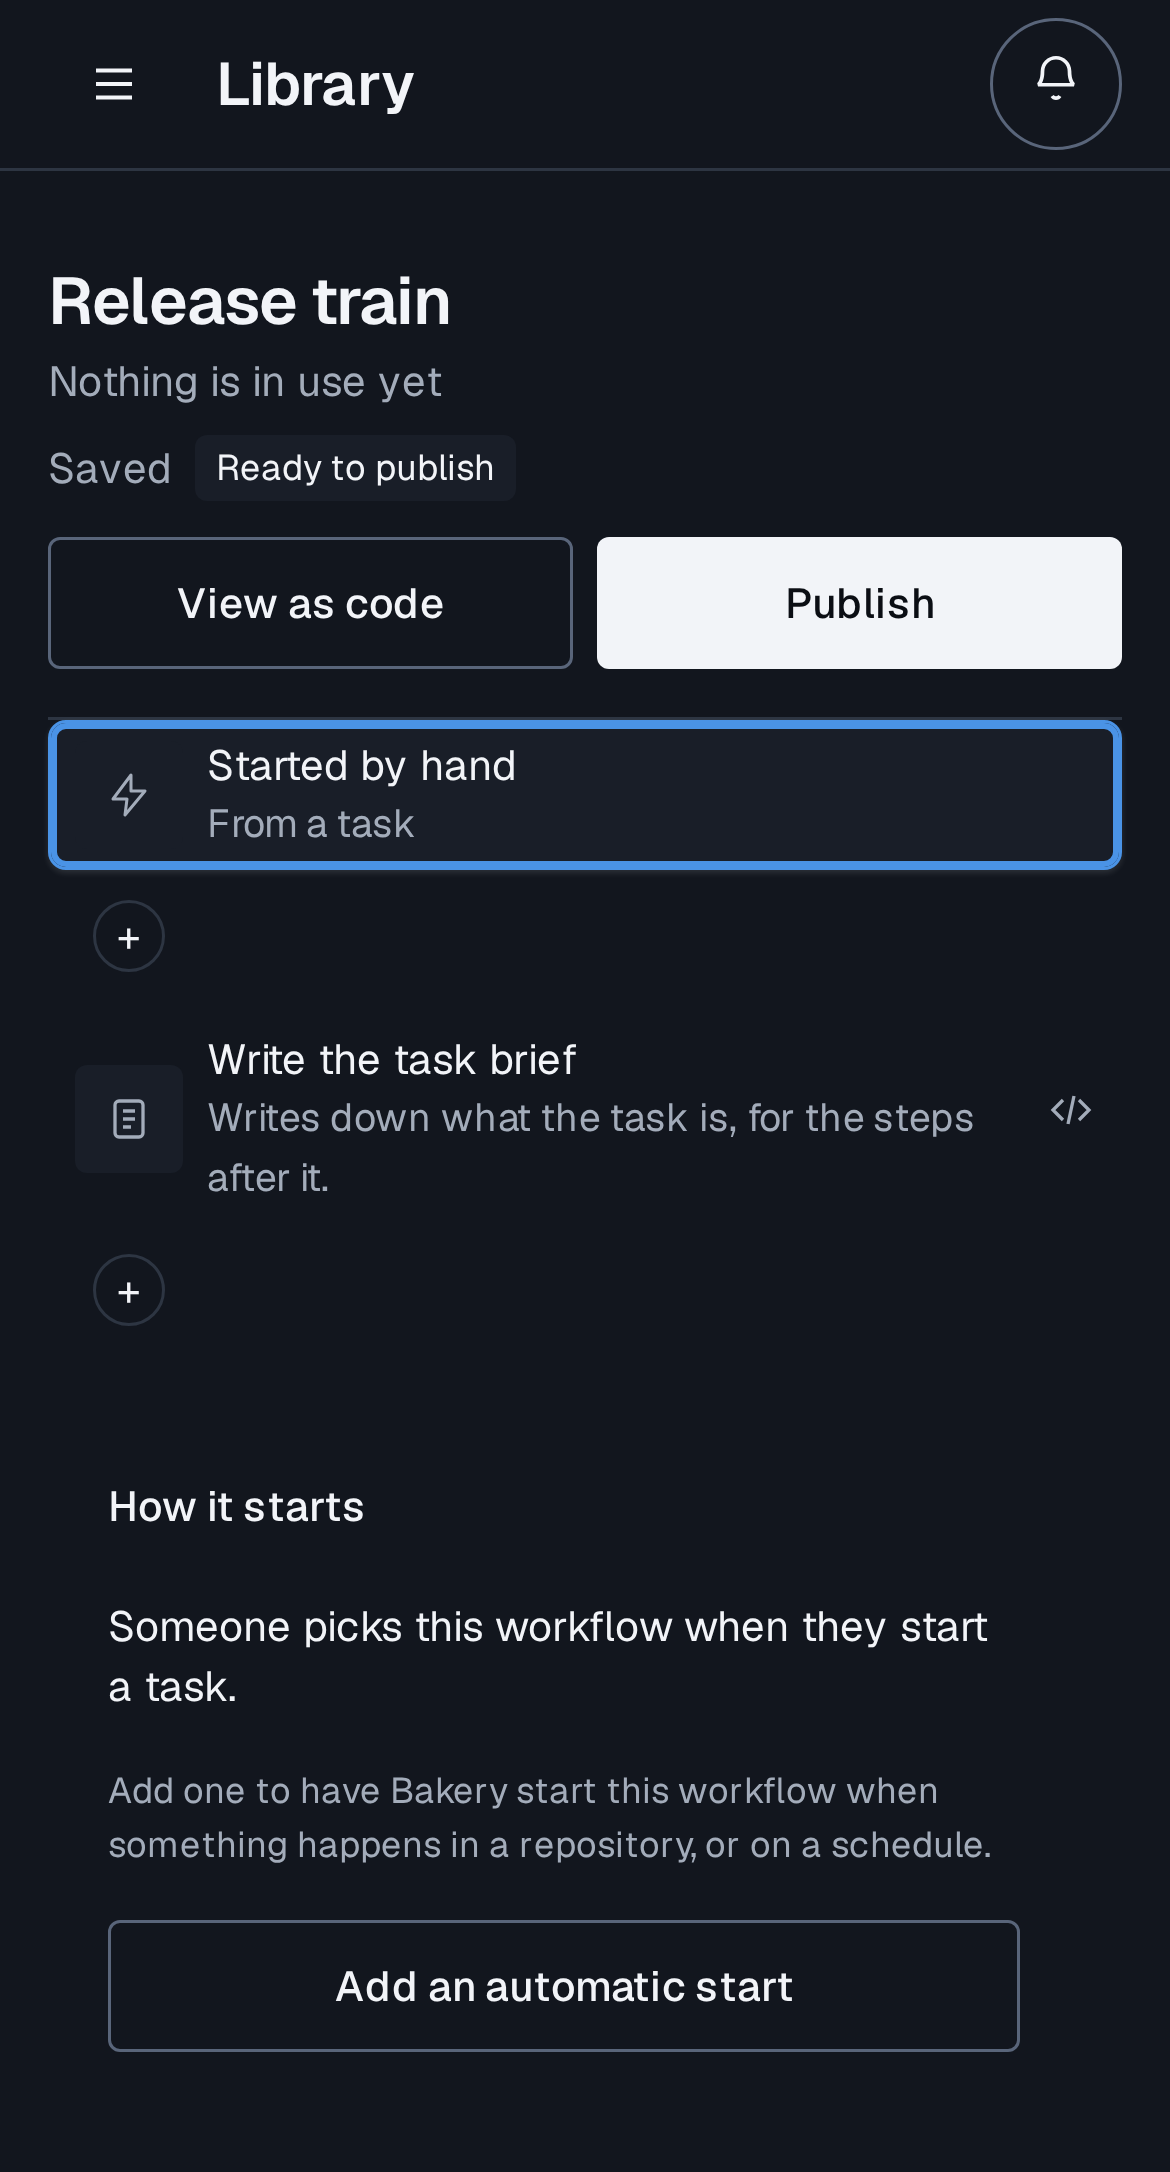 Library
Release train
Nothing is in use yet
Saved Ready to publish
View as code Publish
Started by hand
From a task
+
Write the task brief
Writes down what the task is, for the steps
after it.
+
How it starts
Someone picks this workflow when they start
a task.
Add one to have Bakery start this workflow when
something happens in a repository, or on a schedule.
Add an automatic start